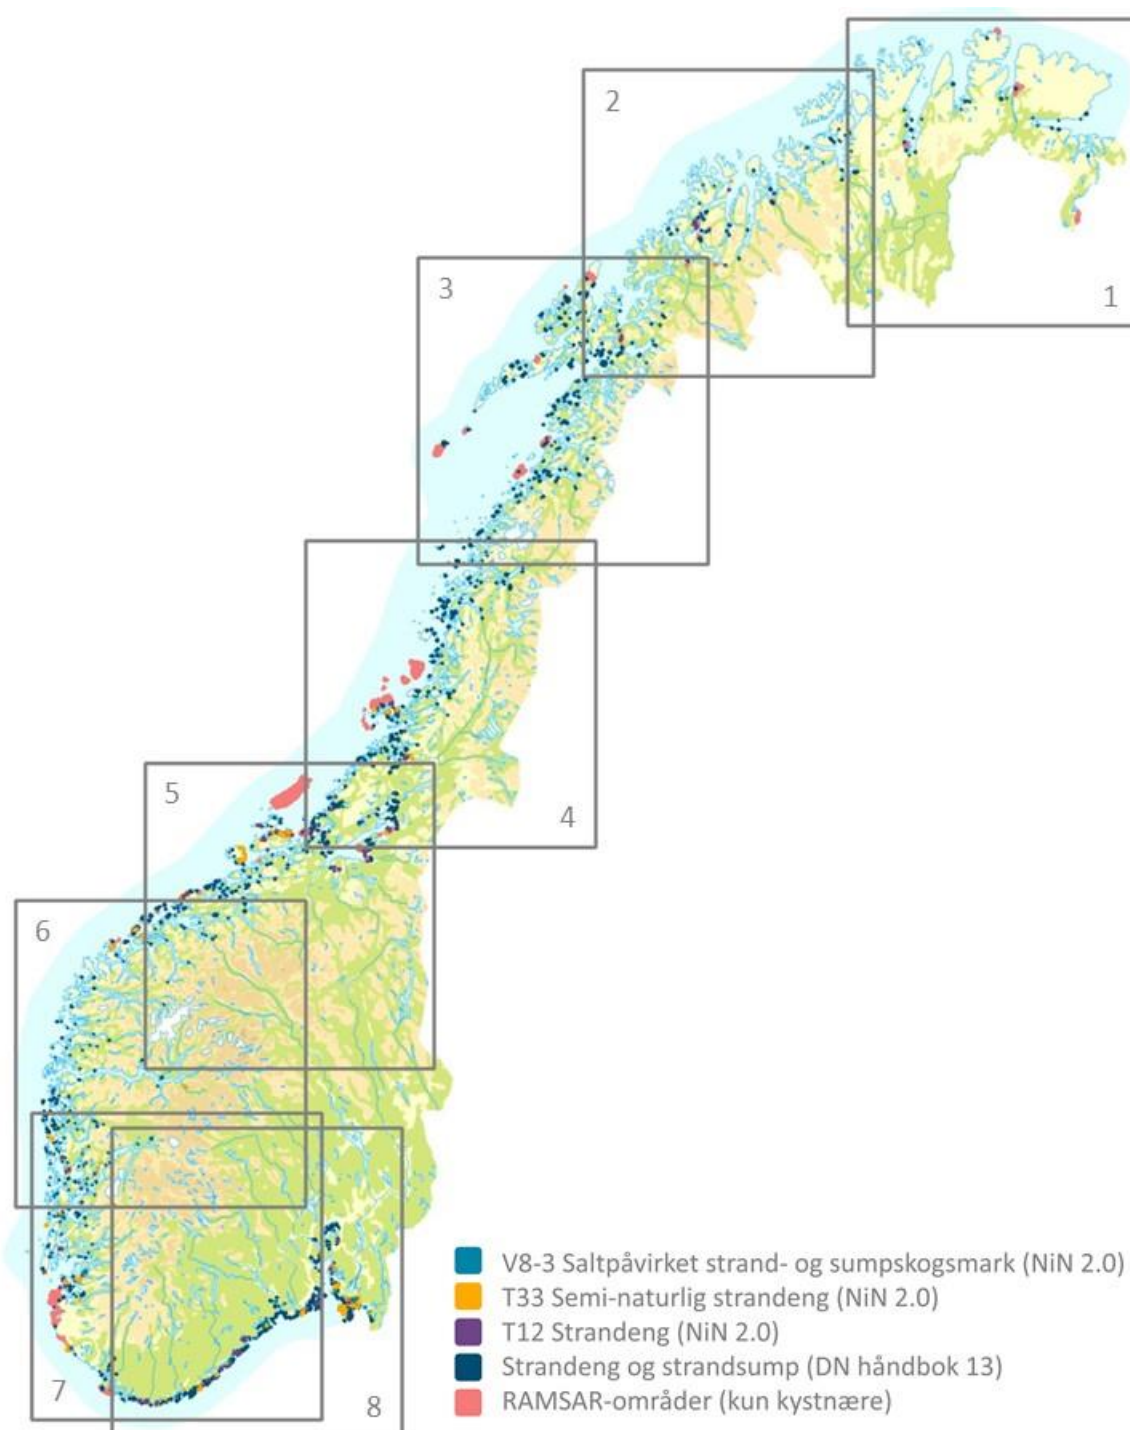 2
3
1
5
4
6
V8-3 Saltpåvirket strand- og sumpskogsmark (NiN 2.0)
T33 Semi-naturlig strandeng (NiN 2.0)
T12 Strandeng (NiN 2.0)
Strandeng og strandsump (DN håndbok 13)
7
RAMSAR-områder (kun kystnære)
8